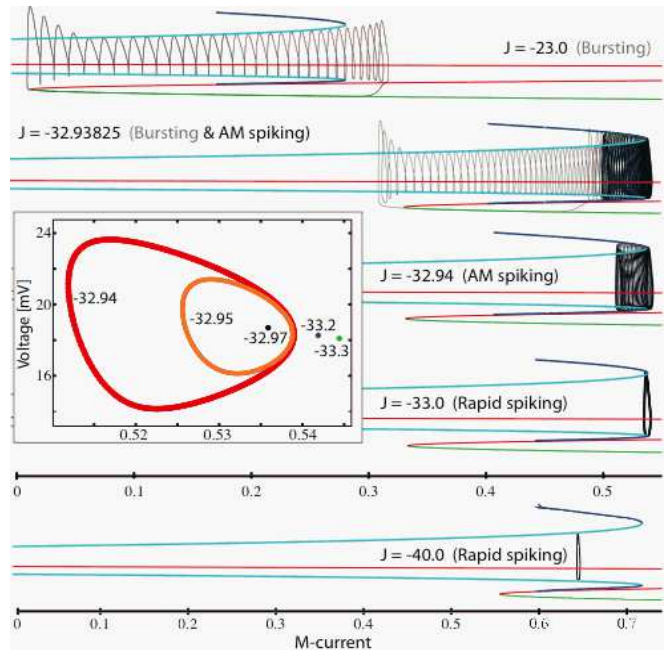 J = -23.0 (Bursting)
J = -32.93825 (Bursting & AM spiking)
24
20
16
Voltage [mV]
-32.94
-32.95
-32.97
-33.2
-33.3
0.52 0.53 0.54
J = -32.94 (AM spiking)
J = -33.0 (Rapid spiking)
0 0.1 0.2 0.3 0.4 0.5
J = -40.0 (Rapid spiking)
0 0.1 0.2 0.3 0.4 0.5 0.6 0.7
M-current